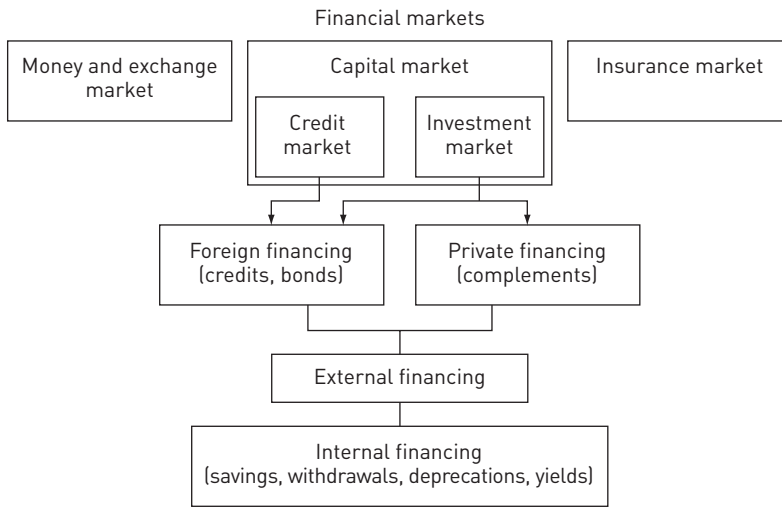 Financial markets
Money and exchange
market
Capital market
Insurance market
Credit
market
Investment
market
Foreign financing
(credits, bonds)
Private financing
(complements)
External financing
Internal financing
(savings, withdrawals, deprecations, yields)